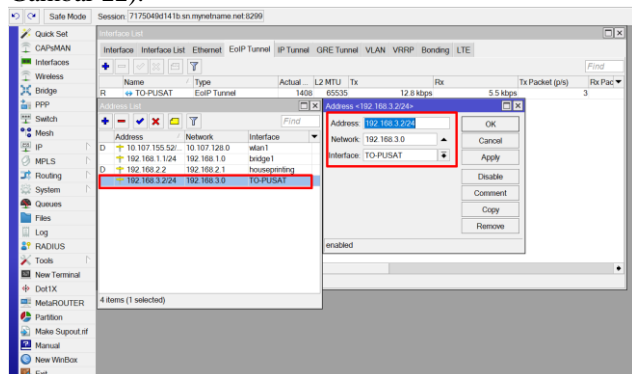 Gambar 22).
Safe Mode Session: 7175049d141b.sn.mynetname.net:8299
Quick Set
CAPsMAN
Interfaces
Wireless
Bridge
PPP
Switch
Mesh
IP
MPLS
Routing
System
Queues
Files
Log
RADIUS
Tools
New Terminal
Dot1X
MetaROUTER
Partition
Make Supout.rif
Manual
New WinBox
Exit
Interface List
Interface Interface List Ethernet EoIP Tunnel IP Tunnel GRE Tunnel VLAN VRRP Bonding LTE
Find
Name Type Actual... L2 MTU Tx Rx Tx Packet (p/s) Rx Pac
R TO-PUSAT EoIP Tunnel 1408 65535 12.8 kbps 5.5 kbps 3
Address List
Find
Address Network Interface
D 10.107.155.52/... 10.107.128.0 wlan1
192.168.1.1/24 192.168.1.0 bridge1
D 192.168.2.2 192.168.2.1 houseprinting
192.168.3.2/24 192.168.3.0 TO-PUSAT
4 items (1 selected)
Address <192.168.3.2/24>
Address: 192.168.3.2/24
Network: 192.168.3.0
Interface: TO-PUSAT
OK
Cancel
Apply
Disable
Comment
Copy
Remove
enabled